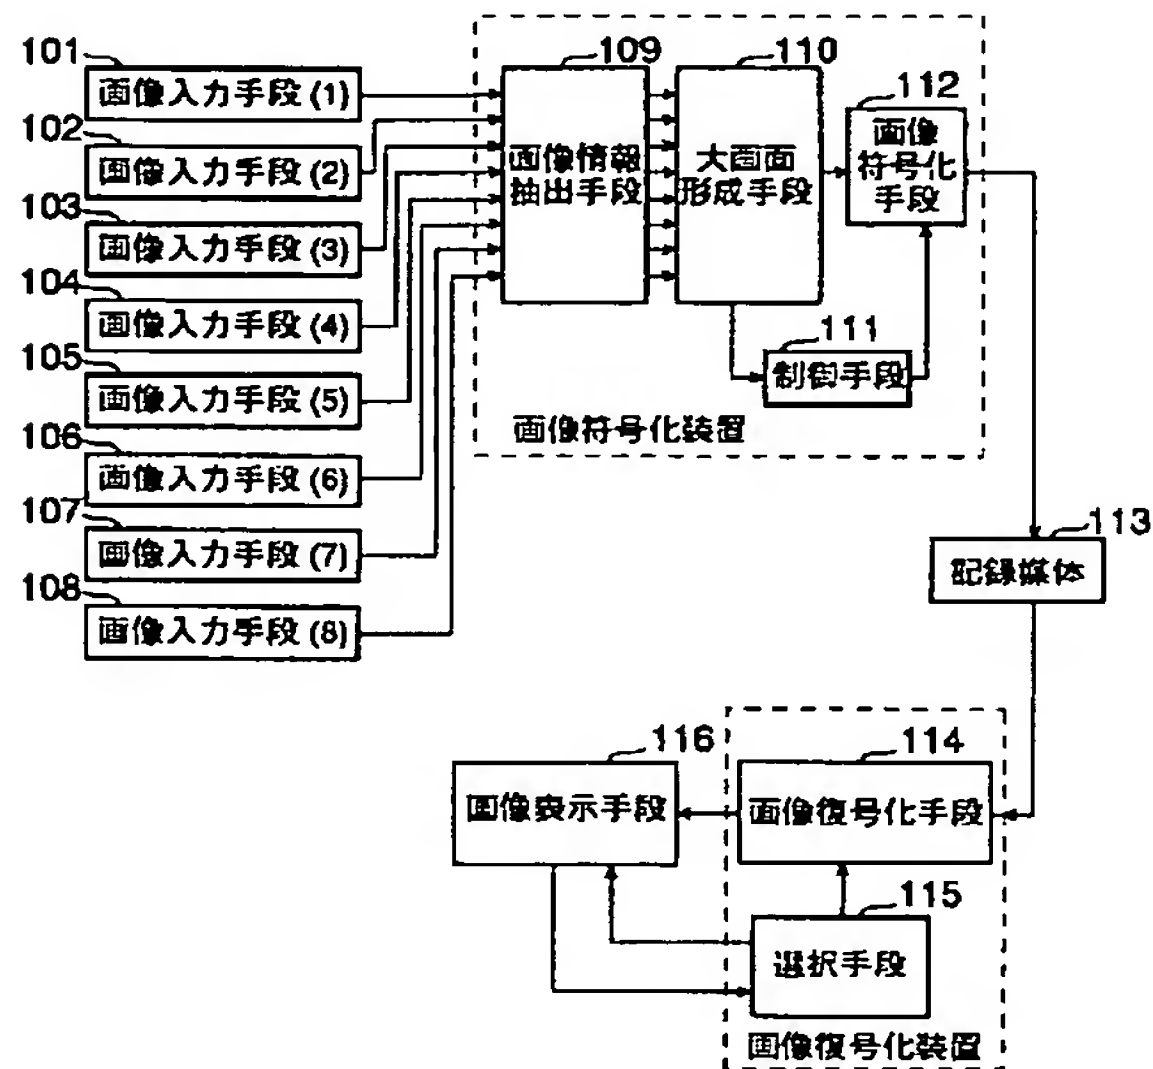 101
画像入力手段(1)
102
画像入力手段(2)
103
画像入力手段(3)
104
画像入力手段(4)
105
画像入力手段(5)
106
画像入力手段(6)
107
画像入力手段(7)
108
画像入力手段(8)
109
画像情報
抽出手段
110
大画面
形成手段
112
画像
符号化
手段
111
制御手段
画像符号化装置
113
記録媒体
116
画像表示手段
114
画像復号化手段
115
選択手段
画像復号化装置